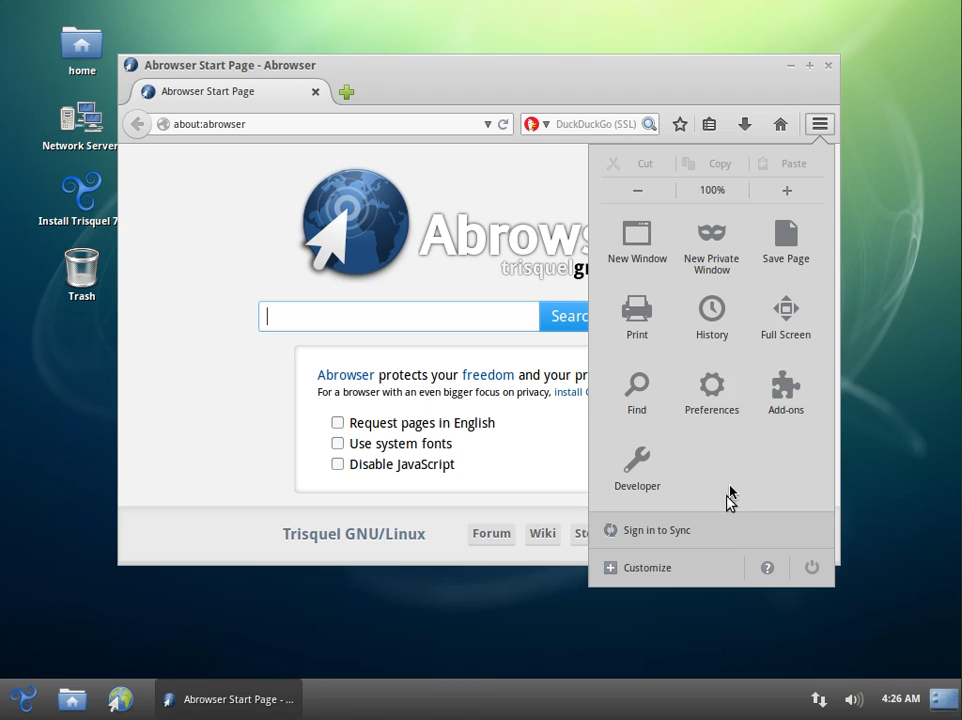 home
Network Server
Install Trisquel 7
Trash
Abrowser Start Page - Abrowser
Abrowser Start Page
about:abrowser
DuckDuckGo (SSL)
Cut
Copy
Paste
100%
New Window
New Private
Window
Save Page
Print
History
Full Screen
Find
Preferences
Add-ons
Developer
Sign in to Sync
Customize
?
Abrows
trisquelgn
Searc
Abrowser protects your freedom and your pr
For a browser with an even bigger focus on privacy, install
Request pages in English
Use system fonts
Disable JavaScript
Trisquel GNU/Linux
Forum
Wiki
St
Abrowser Start Page - ...
4:26 AM